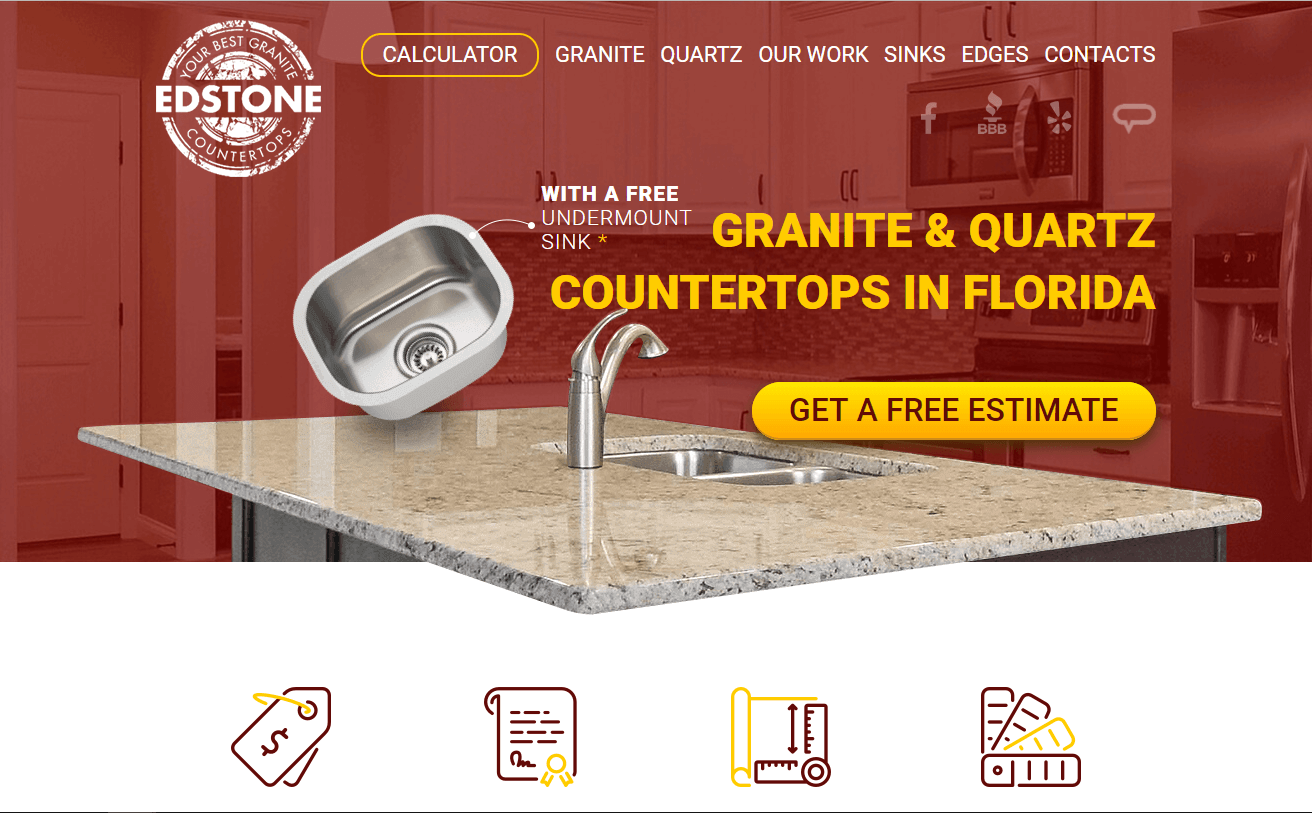 YOUR BEST GRANITE
EDSTONE
COUNTERTOPS
CALCULATOR
GRANITE
QUARTZ
OUR WORK
SINKS
EDGES
CONTACTS
BBB
WITH A FREE
UNDERMOUNT
SINK *
GRANITE & QUARTZ
COUNTERTOPS IN FLORIDA
GET A FREE ESTIMATE
$